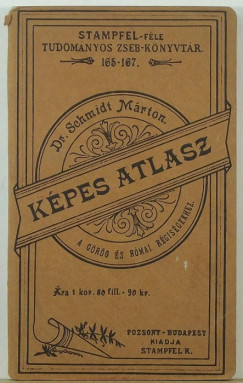 STAMPFEL-FÉLE
TUDOMÁNYOS ZSEB-KÖNYVTÁR.
165-167.
Dr. Schmidt Márton.
KÉPES ATLASZ
A GÖRÖG ÉS RÓMAI RÉGISÉGEKHEZ.
Ára 1 kor. 80 fill. - 90 kr.
POZSONY-BUDAPEST
KIADJA
STAMPFEL K.